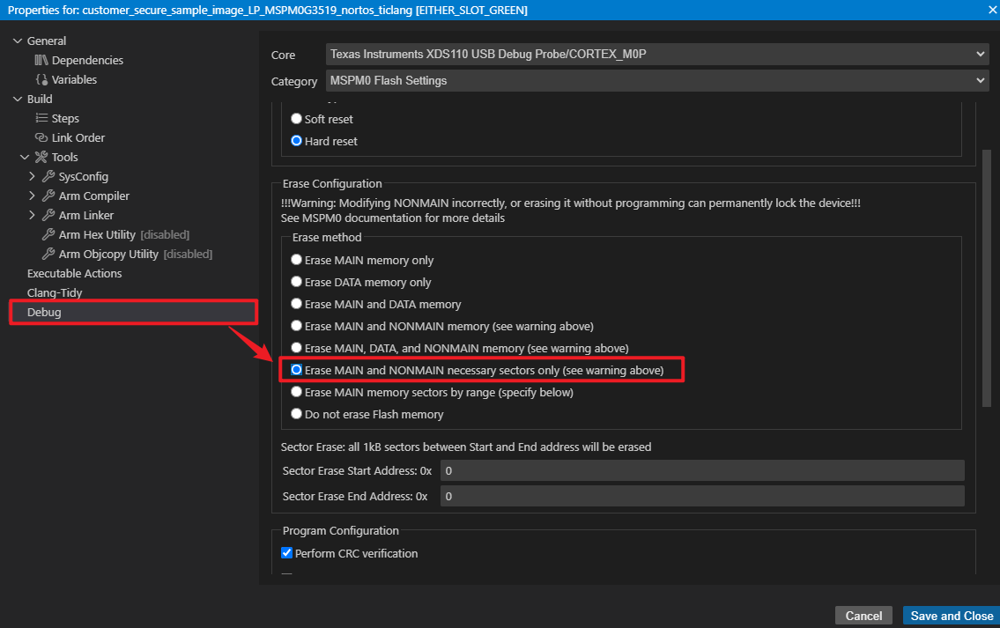 Properties for: customer_secure_sample_image_LP_MSPM0G3519_nortos_ticlang [EITHER_SLOT_GREEN]
General
Dependencies
Variables
Build
Steps
Link Order
Tools
SysConfig
Arm Compiler
Arm Linker
Arm Hex Utility [disabled]
Arm Objcopy Utility [disabled]
Executable Actions
Clang-Tidy
Debug
Core Texas Instruments XDS110 USB Debug Probe/CORTEX_M0P
Category MSPM0 Flash Settings
Soft reset
Hard reset
Erase Configuration
!!!Warning: Modifying NONMAIN incorrectly, or erasing it without programming can permanently lock the device!!!
See MSPM0 documentation for more details
Erase method
Erase MAIN memory only
Erase DATA memory only
Erase MAIN and DATA memory
Erase MAIN and NONMAIN memory (see warning above)
Erase MAIN, DATA, and NONMAIN memory (see warning above)
Erase MAIN and NONMAIN necessary sectors only (see warning above)
Erase MAIN memory sectors by range (specify below)
Do not erase Flash memory
Sector Erase: all 1kB sectors between Start and End address will be erased
Sector Erase Start Address: 0x 0
Sector Erase End Address: 0x 0
Program Configuration
Perform CRC verification
Cancel
Save and Close